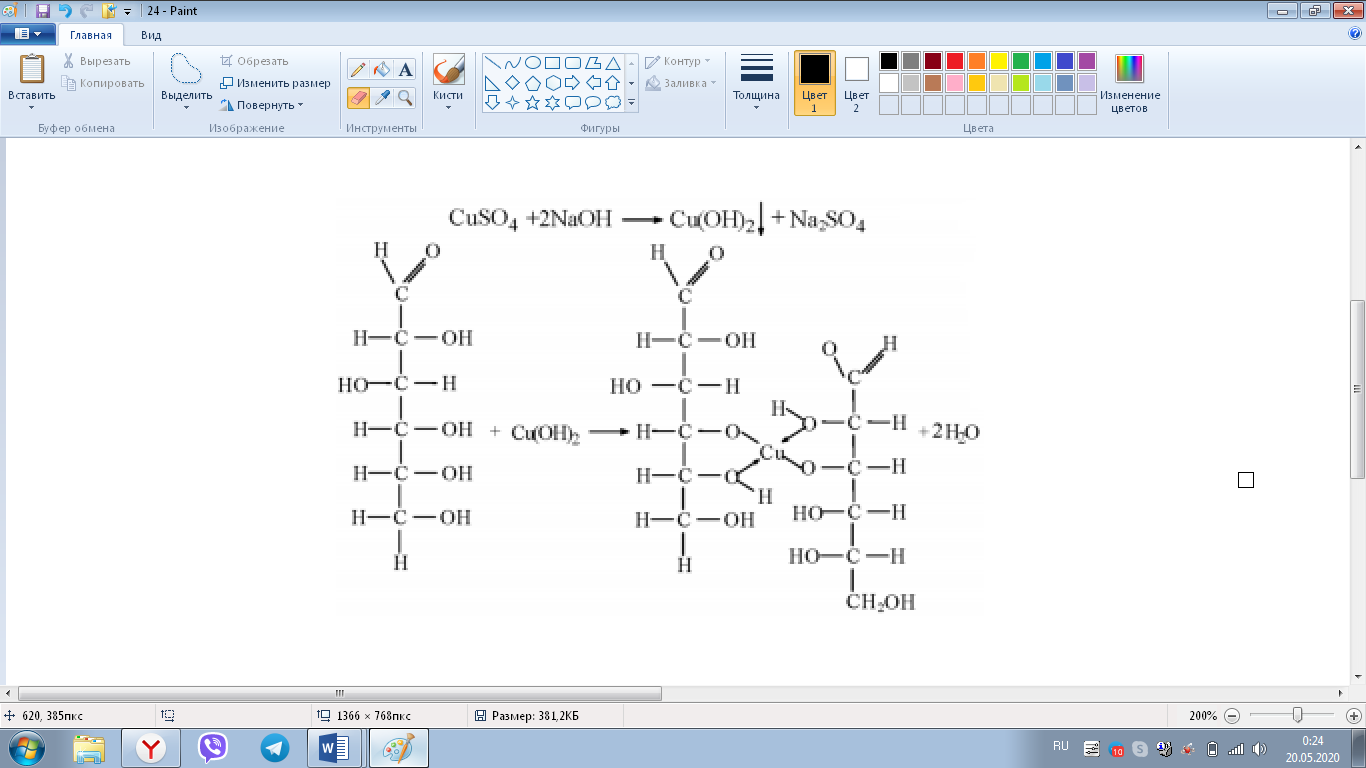 24 - Paint
Главная Вид
Вставить
Вырезать
Копировать
Буфер обмена
Выделить
Обрезать
Изменить размер
Повернуть
Изображение
A
Инструменты
Кисти
Контур
Заливка
Фигуры
Толщина
Цвет 1
Цвет 2
Изменение цветов
Цвета
CuSO4 +2NaOH → Cu(OH)2↓ + Na2SO4
H O
C
H—C—OH
HO—C—H
H—C—OH
H—C—OH
H—C—OH
H
+ Cu(OH)2 →
H O
C
H—C—OH
HO—C—H
H—C—O
H—C—O
H
H—C—OH
H
Cu
O H
C
H
O—C—H
O—C—H
HO—C—H
HO—C—H
CH2OH
+ 2H2O
620, 385пкс
1366 × 768пкс
Размер: 381,2КБ
200%
RU
10
0:24
20.05.2020